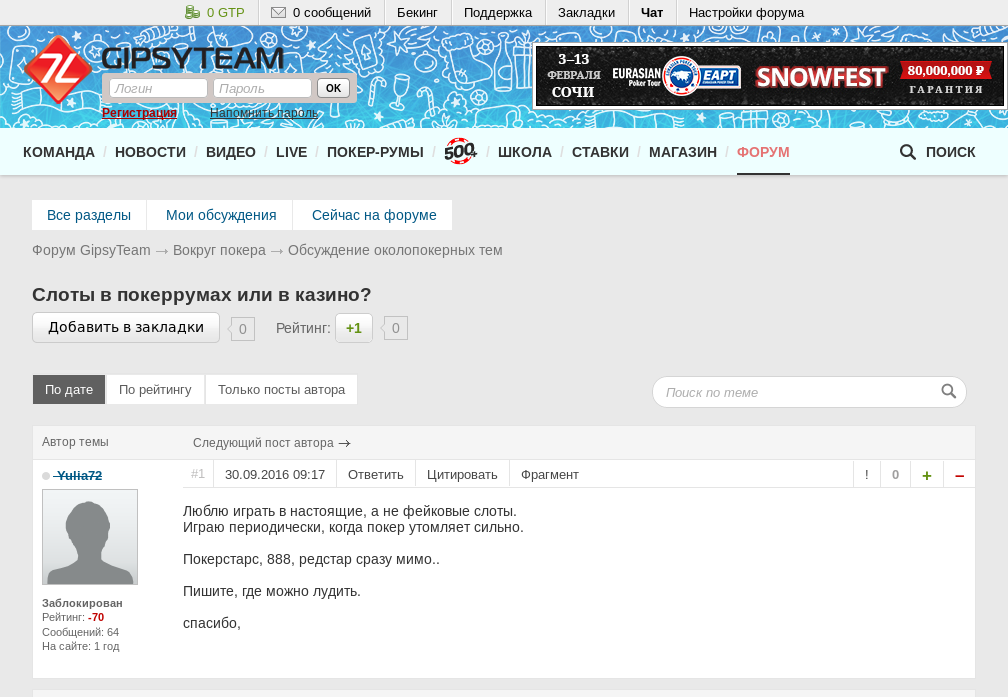 0 GTP 0 сообщений Бекинг Поддержка Закладки Чат Настройки форума
GIPSYTEAM
Логин Пароль OK
Регистрация Напомнить пароль
3–13
ФЕВРАЛЯ
СОЧИ
EURASIAN
Poker Tour
EAPT
SNOWFEST
80,000,000 ₽
ГАРАНТИЯ
КОМАНДА / НОВОСТИ / ВИДЕО / LIVE / ПОКЕР-РУМЫ / 500+ / ШКОЛА / СТАВКИ / МАГАЗИН / ФОРУМ ПОИСК
Все разделы Мои обсуждения Сейчас на форуме
Форум GipsyTeam → Вокруг покера → Обсуждение околопокерных тем
Слоты в покеррумах или в казино?
Добавить в закладки 0 Рейтинг: +1 0
По дате По рейтингу Только посты автора Поиск по теме
Автор темы Следующий пост автора →
Yulia72 #1 30.09.2016 09:17 Ответить Цитировать Фрагмент ! 0 + −
Люблю играть в настоящие, а не фейковые слоты.
Играю периодически, когда покер утомляет сильно.
Покерстарс, 888, редстар сразу мимо..
Пишите, где можно лудить.
спасибо,
Заблокирован
Рейтинг: -70
Сообщений: 64
На сайте: 1 год